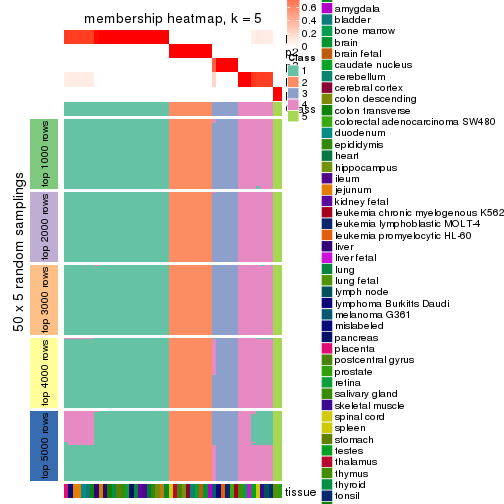 membership heatmap, k = 5
50 x 5 random samplings
top 1000 rows
top 2000 rows
top 3000 rows
top 4000 rows
top 5000 rows
0.6
0.4
0.2
0
Class
1
2
3
4
5
tissue
amygdala
bladder
bone marrow
brain
brain fetal
caudate nucleus
cerebellum
cerebral cortex
colon descending
colon transverse
colorectal adenocarcinoma SW480
duodenum
epididymis
heart
hippocampus
ileum
jejunum
kidney fetal
leukemia chronic myelogenous K562
leukemia lymphoblastic MOLT-4
leukemia promyelocytic HL-60
liver
liver fetal
lung
lung fetal
lymph node
lymphoma Burkitts Daudi
melanoma G361
mislabeled
pancreas
placenta
postcentral gyrus
prostate
retina
salivary gland
skeletal muscle
spinal cord
spleen
stomach
testes
thalamus
thymus
thyroid
tonsil